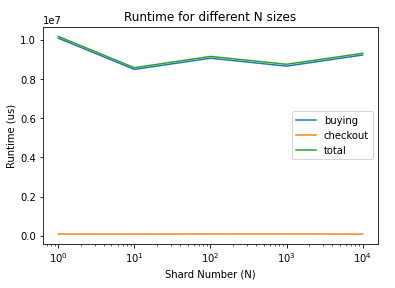 Runtime for different N sizes
1e7
1.0
0.8
0.6
0.4
0.2
0.0
Runtime (us)
buying
checkout
total
10⁰ 10¹ 10² 10³ 10⁴
Shard Number (N)